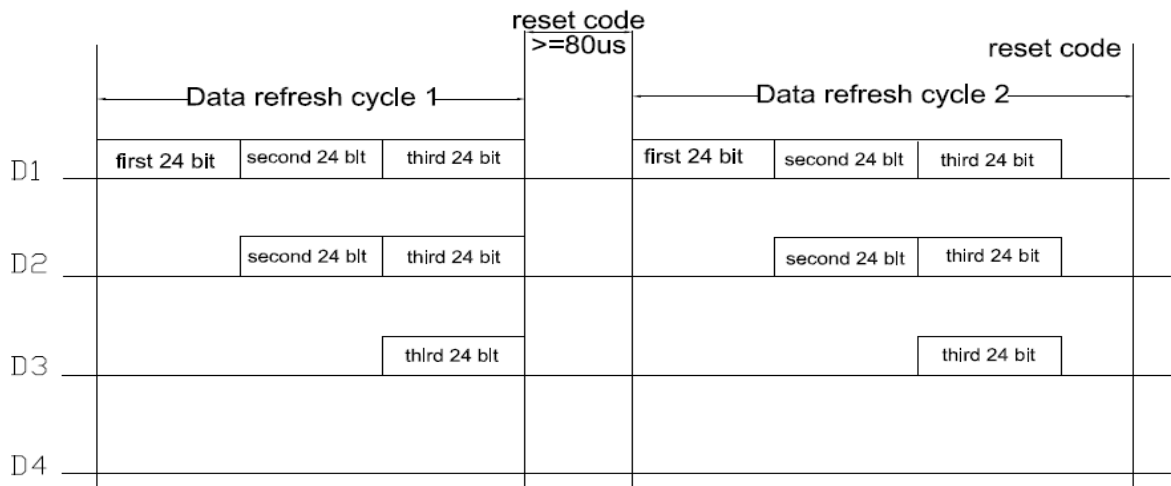 reset code
>=80us
reset code
Data refresh cycle 1
Data refresh cycle 2
D1 first 24 bit second 24 blt third 24 bit first 24 bit second 24 blt third 24 bit
D2 second 24 blt third 24 bit second 24 blt third 24 bit
D3 thlrd 24 blt third 24 bit
D4